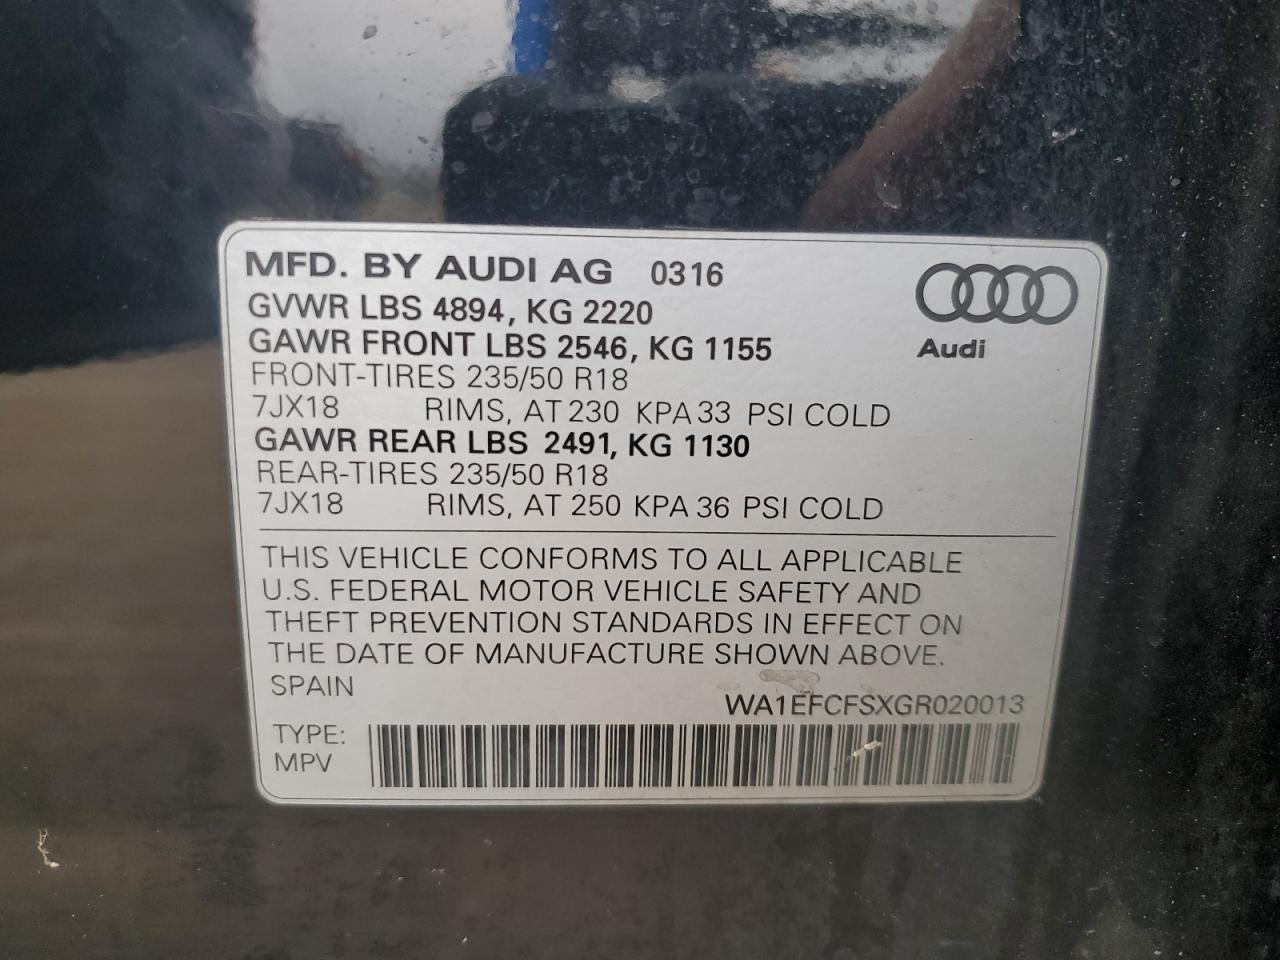 MFD. BY AUDI AG 0316
GVWR LBS 4894, KG 2220
GAWR FRONT LBS 2546, KG 1155
Audi
FRONT-TIRES 235/50 R18
7JX18 RIMS, AT 230 KPA 33 PSI COLD
GAWR REAR LBS 2491, KG 1130
REAR-TIRES 235/50 R18
7JX18 RIMS, AT 250 KPA 36 PSI COLD
THIS VEHICLE CONFORMS TO ALL APPLICABLE
U.S. FEDERAL MOTOR VEHICLE SAFETY AND
THEFT PREVENTION STANDARDS IN EFFECT ON
THE DATE OF MANUFACTURE SHOWN ABOVE.
SPAIN
WA1EFCFSXGR020013
TYPE:
MPV